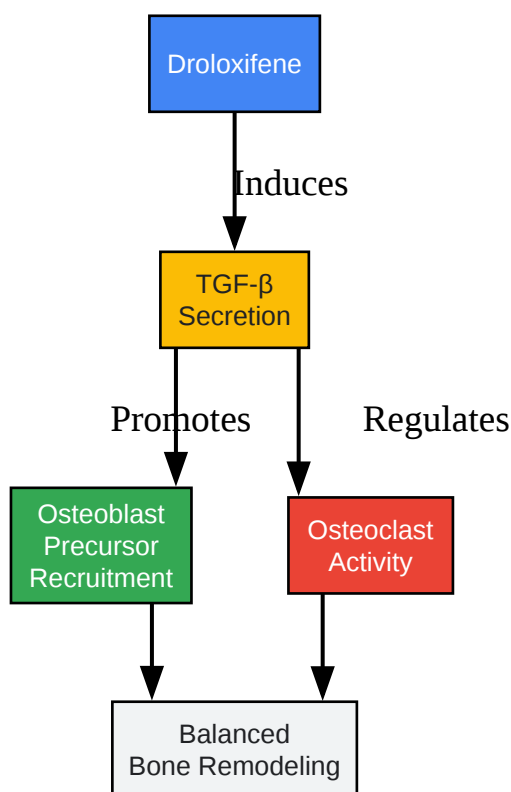 Droloxifene
Induces
TGF-β
Secretion
Promotes
Regulates
Osteoblast
Precursor
Recruitment
Osteoclast
Activity
Balanced
Bone Remodeling